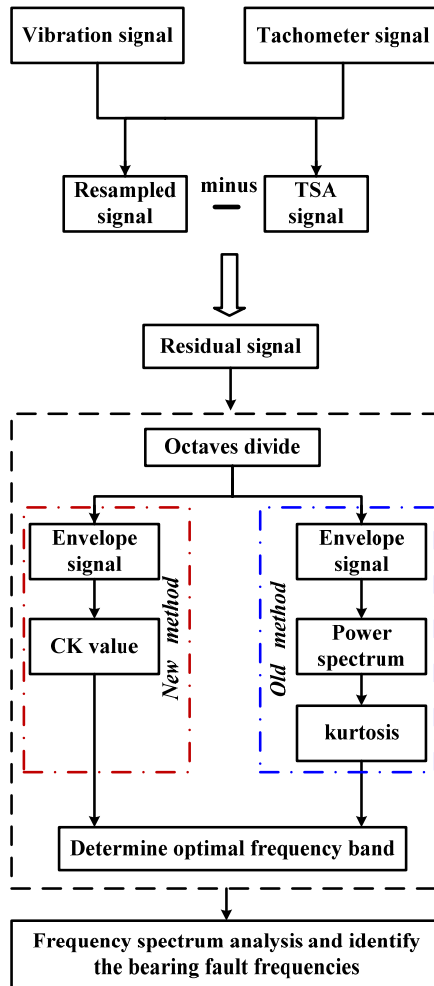 Vibration signal
Tachometer signal
Resampled
signal
minus
TSA
signal
Residual signal
Octaves divide
Envelope
signal
CK value
New method
Envelope
signal
Power
spectrum
kurtosis
Old method
Determine optimal frequency band
Frequency spectrum analysis and identify
the bearing fault frequencies